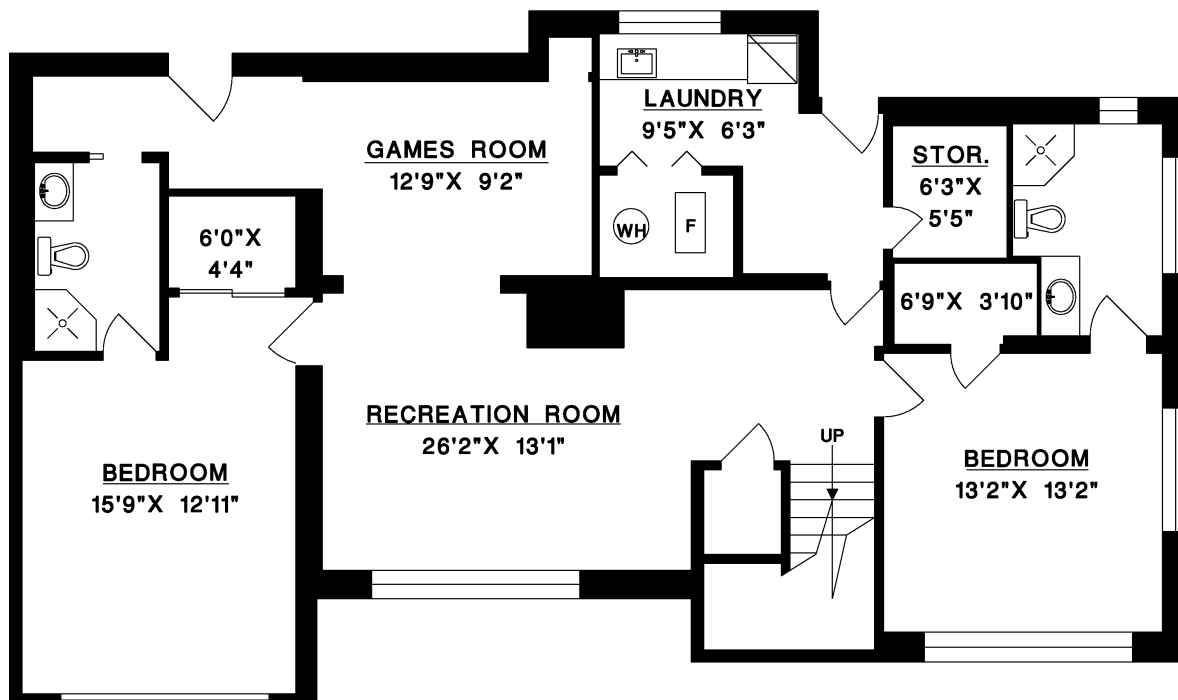 LAUNDRY
9'5"X 6'3"
GAMES ROOM
12'9"X 9'2"
STOR.
6'3"X
5'5"
WH
F
6'0"X
4'4"
6'9"X 3'10"
RECREATION ROOM
26'2"X 13'1"
UP
BEDROOM
15'9"X 12'11"
BEDROOM
13'2"X 13'2"